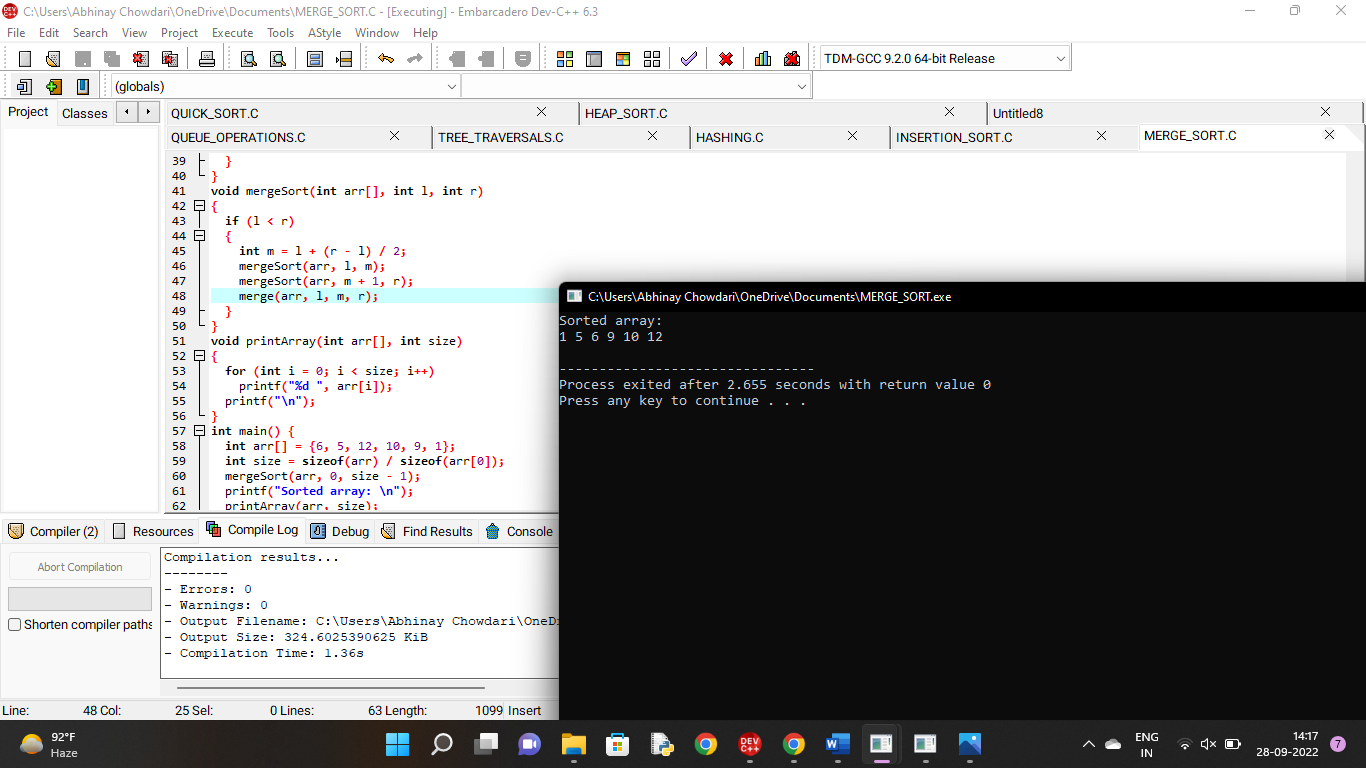 C:\Users\Abhinay Chowdari\OneDrive\Documents\MERGE_SORT.C - [Executing] - Embarcadero Dev-C++ 6.3
File Edit Search View Project Execute Tools AStyle Window Help
TDM-GCC 9.2.0 64-bit Release
(globals)
Project Classes
QUICK_SORT.C HEAP_SORT.C Untitled8
QUEUE_OPERATIONS.C TREE_TRAVERSALS.C HASHING.C INSERTION_SORT.C MERGE_SORT.C
39 }
40 }
41 void mergeSort(int arr[], int l, int r)
42 {
43 if (l < r)
44 {
45 int m = l + (r - l) / 2;
46 mergeSort(arr, l, m);
47 mergeSort(arr, m + 1, r);
48 merge(arr, l, m, r);
49 }
50 }
51 void printArray(int arr[], int size)
52 {
53 for (int i = 0; i < size; i++)
54 printf("%d ", arr[i]);
55 printf("\n");
56 }
57 int main() {
58 int arr[] = {6, 5, 12, 10, 9, 1};
59 int size = sizeof(arr) / sizeof(arr[0]);
60 mergeSort(arr, 0, size - 1);
61 printf("Sorted array: \n");
62 printArray(arr, size);
C:\Users\Abhinay Chowdari\OneDrive\Documents\MERGE_SORT.exe
Sorted array:
1 5 6 9 10 12
--------------------------------
Process exited after 2.655 seconds with return value 0
Press any key to continue . . .
Compiler (2) Resources Compile Log Debug Find Results Console
Abort Compilation
Shorten compiler paths
Compilation results...
--------
- Errors: 0
- Warnings: 0
- Output Filename: C:\Users\Abhinay Chowdari\OneD
- Output Size: 324.6025390625 KiB
- Compilation Time: 1.36s
Line: 48 Col: 25 Sel: 0 Lines: 63 Length: 1099 Insert
92°F
Haze
DEV
C++
W
ENG
IN
14:17
28-09-2022
7